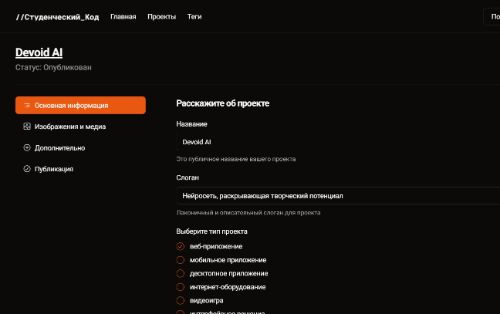 //Студенческий_Код Главная Проекты Теги По
Devoid AI
Статус: Опубликован
Основная информация
Изображения и медиа
Дополнительно
Публикация
Расскажите об проекте
Название
Devoid AI
Это публичное название вашего проекта
Слоган
Нейросеть, раскрывающая творческий потенциал
Лаконичный и описательный слоган для проекта
Выберите тип проекта
веб-приложение
мобильное приложение
десктопное приложение
интернет-оборудование
видеоигра